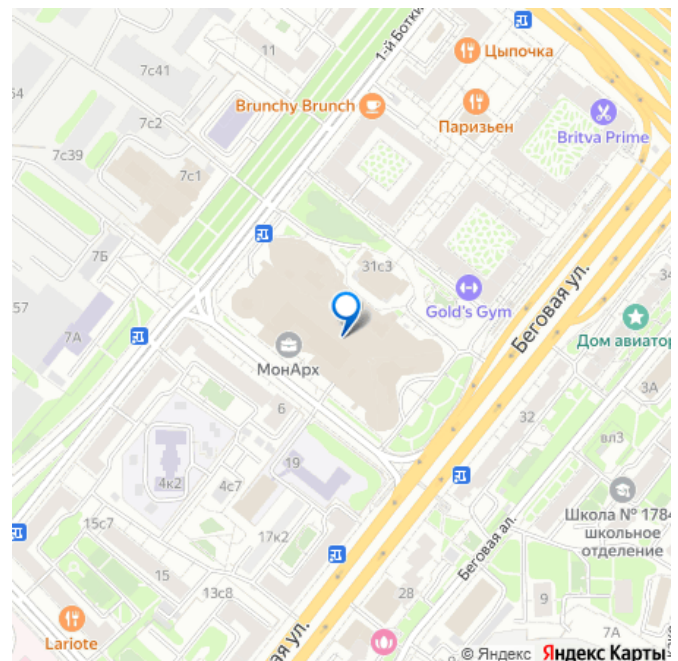 11
1-й Ботки
Цыпочка
7с41
64
Brunchy Brunch
Паризьен
7с2
Britva Prime
7с39
7с1
31с3
7Б
Беговая ул.
34
57
Gold's Gym
7А
Дом авиатор
МонАрх
3А
6
32
вл3
19
4к2
4с7
Школа № 1784
школьное
отделение
15с7
17к2
Беговая ал.
15
13с8
28
9
7А
Lariote
ая ул.
© Яндекс Яндекс Карты